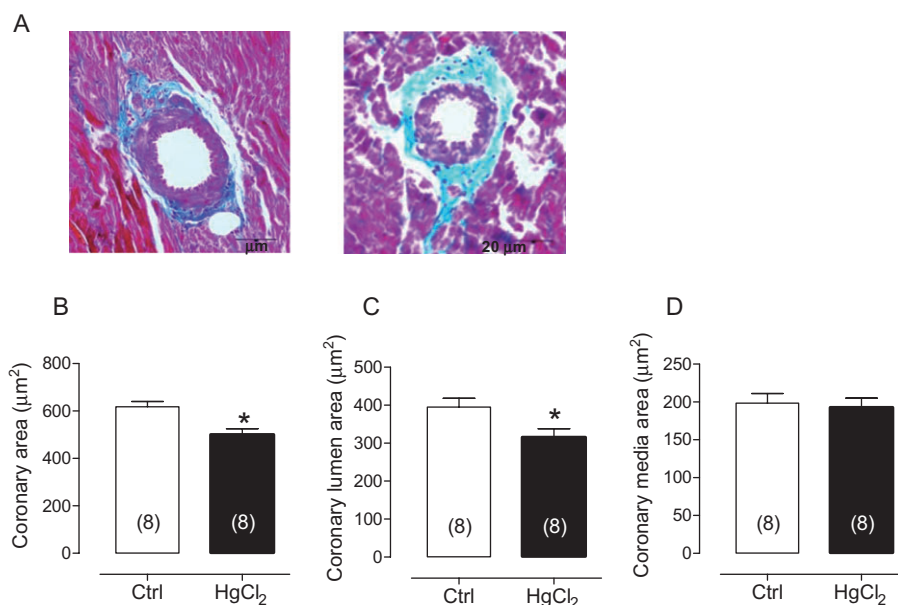 A
μm
20 μm
B
Coronary area (μm²)
800
600
400
200
0
*
(8)
(8)
Ctrl
HgCl₂
C
Coronary lumen area (μm²)
500
400
300
200
100
0
*
(8)
(8)
Ctrl
HgCl₂
D
Coronary media area (μm²)
250
200
150
100
50
0
(8)
(8)
Ctrl
HgCl₂